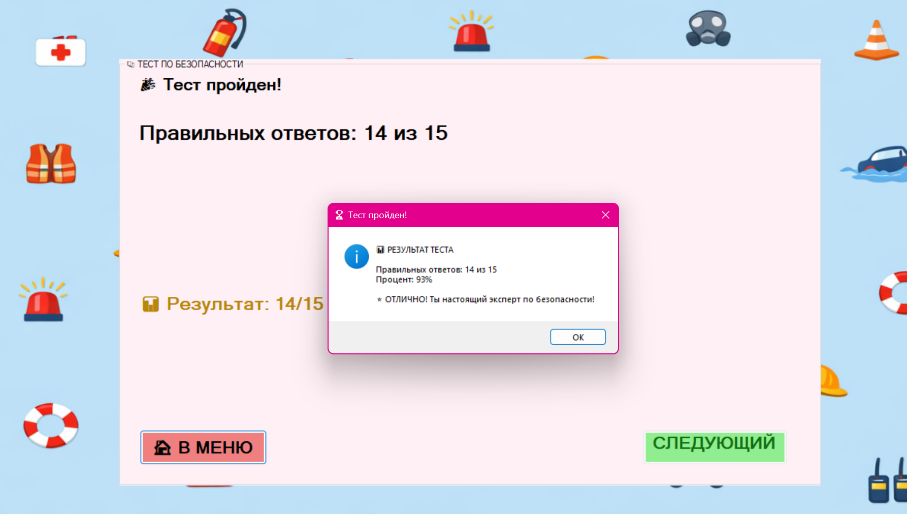 ТЕСТ ПО БЕЗОПАСНОСТИ
Тест пройден!
Правильных ответов: 14 из 15
Тест пройден!
РЕЗУЛЬТАТ ТЕСТА
Правильных ответов: 14 из 15
Процент: 93%
ОТЛИЧНО! Ты настоящий эксперт по безопасности!
OK
Результат: 14/15
В МЕНЮ
СЛЕДУЮЩИЙ